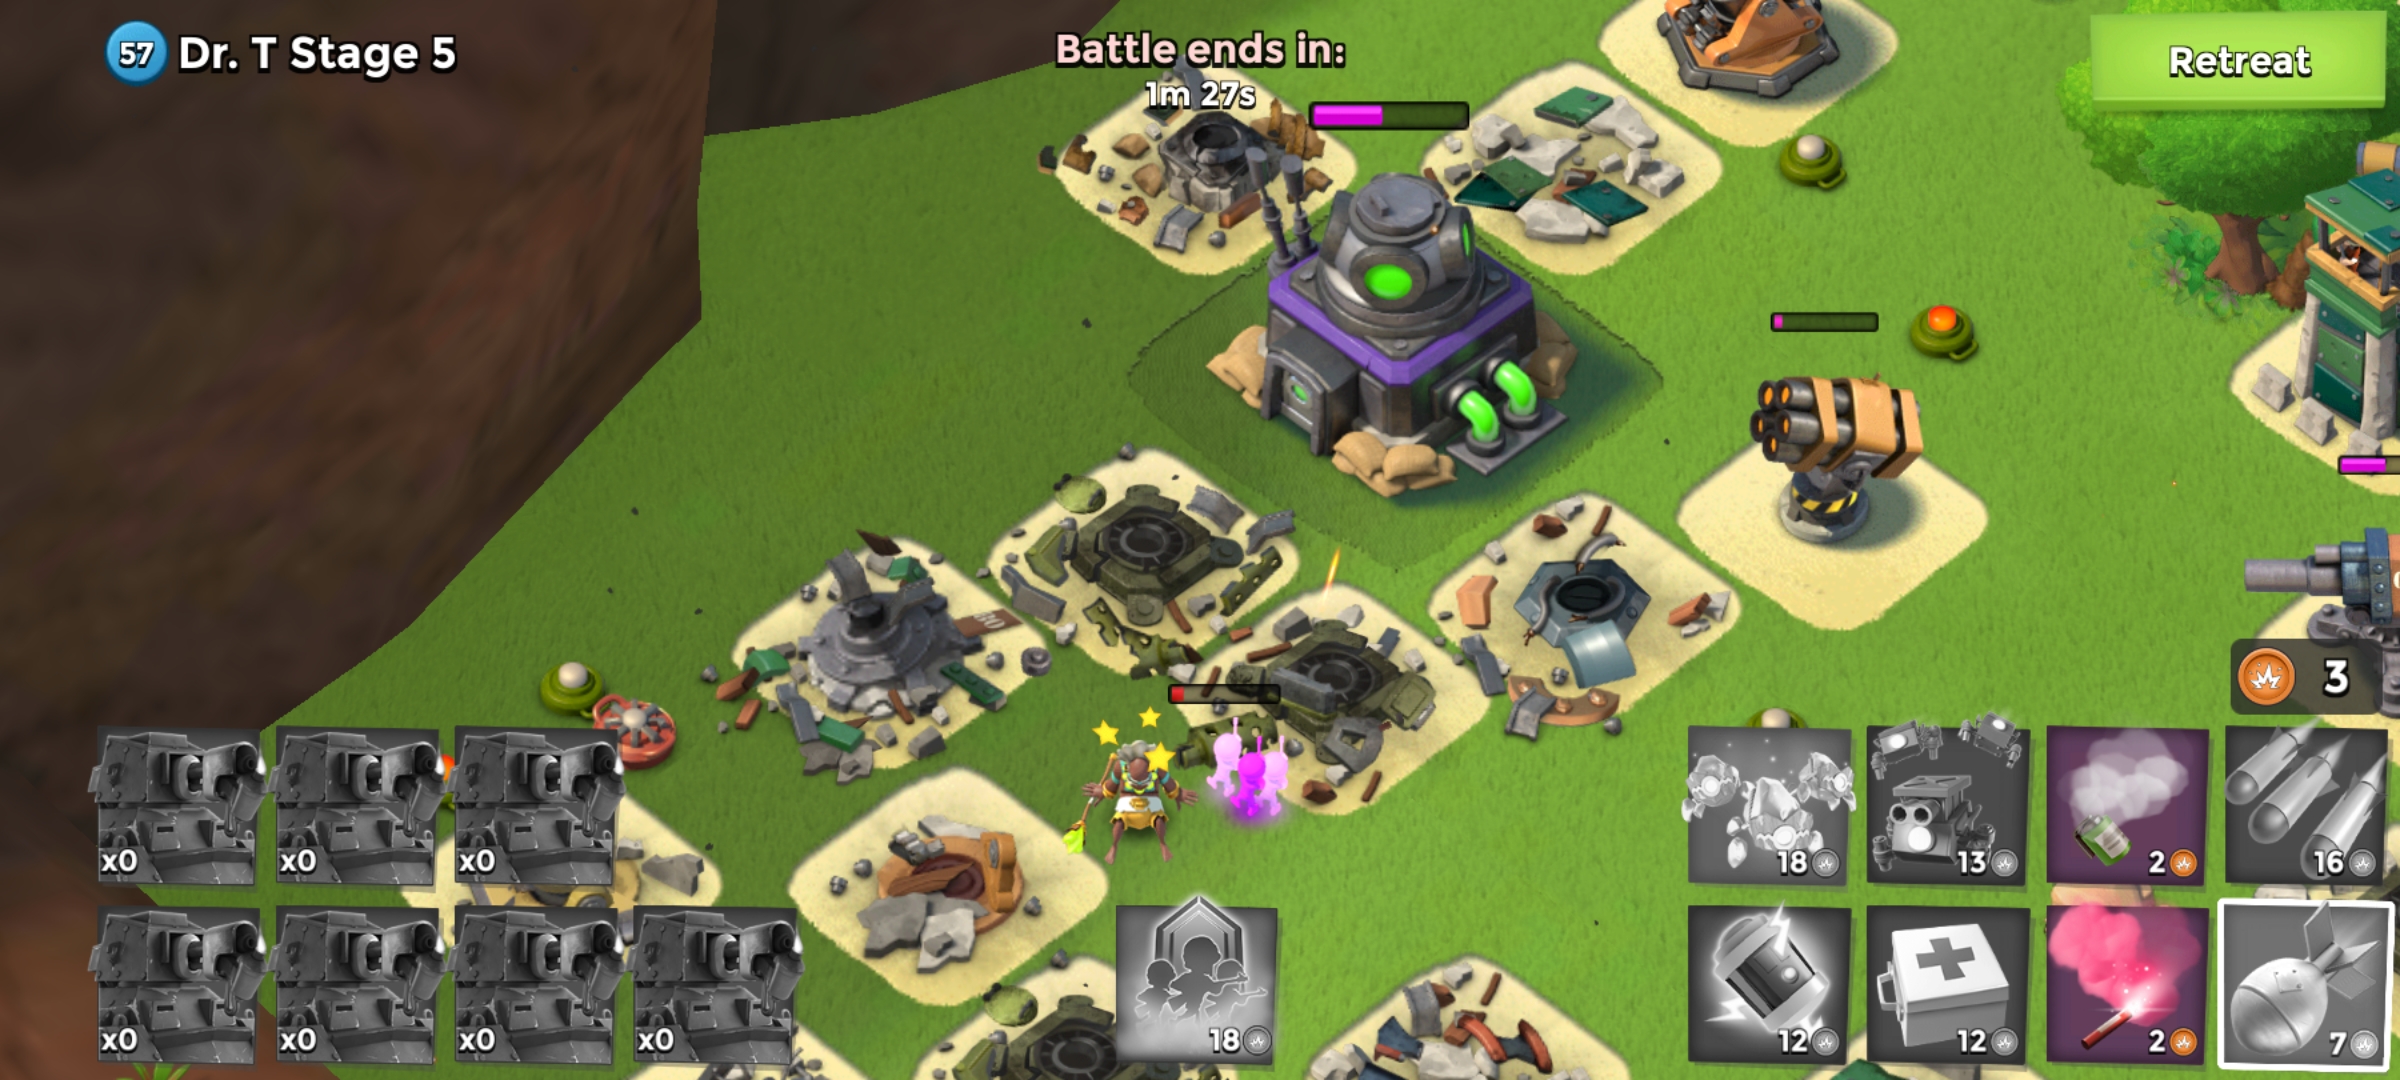 57 Dr. T Stage 5
Battle ends in:
1m 27s
Retreat
3
x0 x0 x0
18 13 2 16
x0 x0 x0 x0
18
12 12 2 7